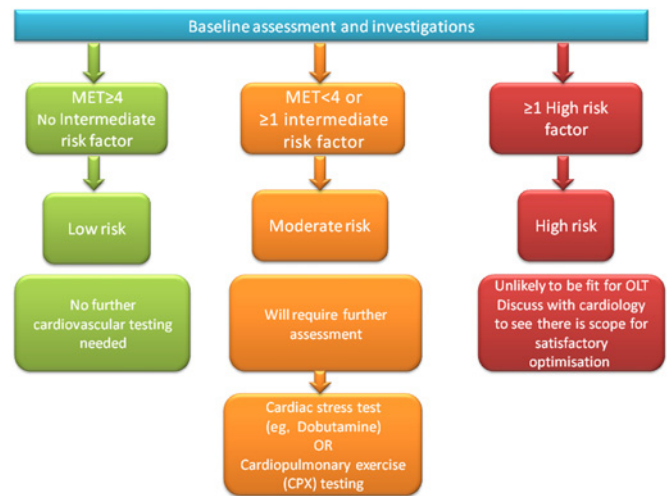 Baseline assessment and investigations
MET≥4
No Intermediate
risk factor
MET<4 or
≥1 intermediate
risk factor
≥1 High risk
factor
Low risk
Moderate risk
High risk
No further
cardiovascular testing
needed
Will require further
assessment
Unlikely to be fit for OLT
Discuss with cardiology
to see there is scope for
satisfactory
optimisation
Cardiac stress test
(eg, Dobutamine)
OR
Cardiopulmonary exercise
(CPX) testing